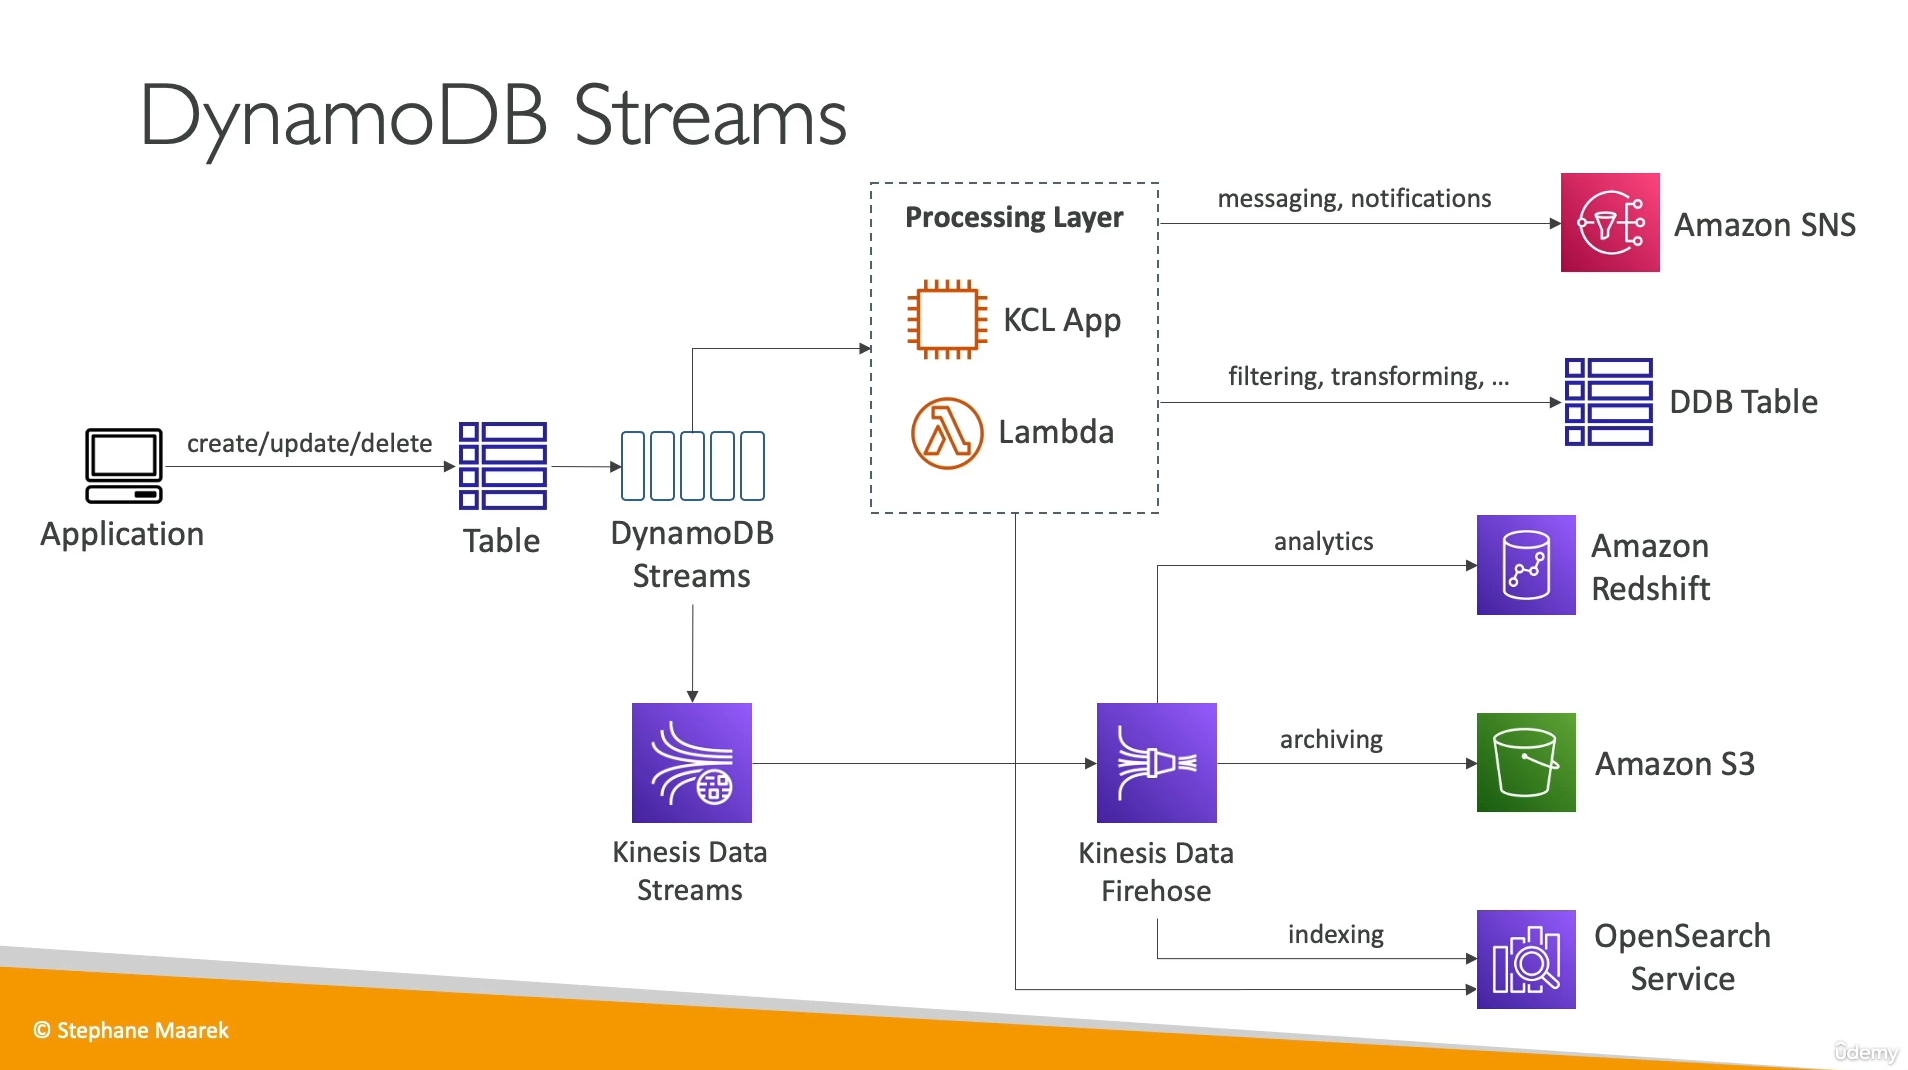 DynamoDB Streams
Processing Layer
KCL App
Lambda
messaging, notifications
Amazon SNS
filtering, transforming, ...
DDB Table
create/update/delete
Application
Table
DynamoDB
Streams
analytics
Amazon
Redshift
archiving
Amazon S3
Kinesis Data
Streams
Kinesis Data
Firehose
indexing
OpenSearch
Service
© Stephane Maarek
ûdemy